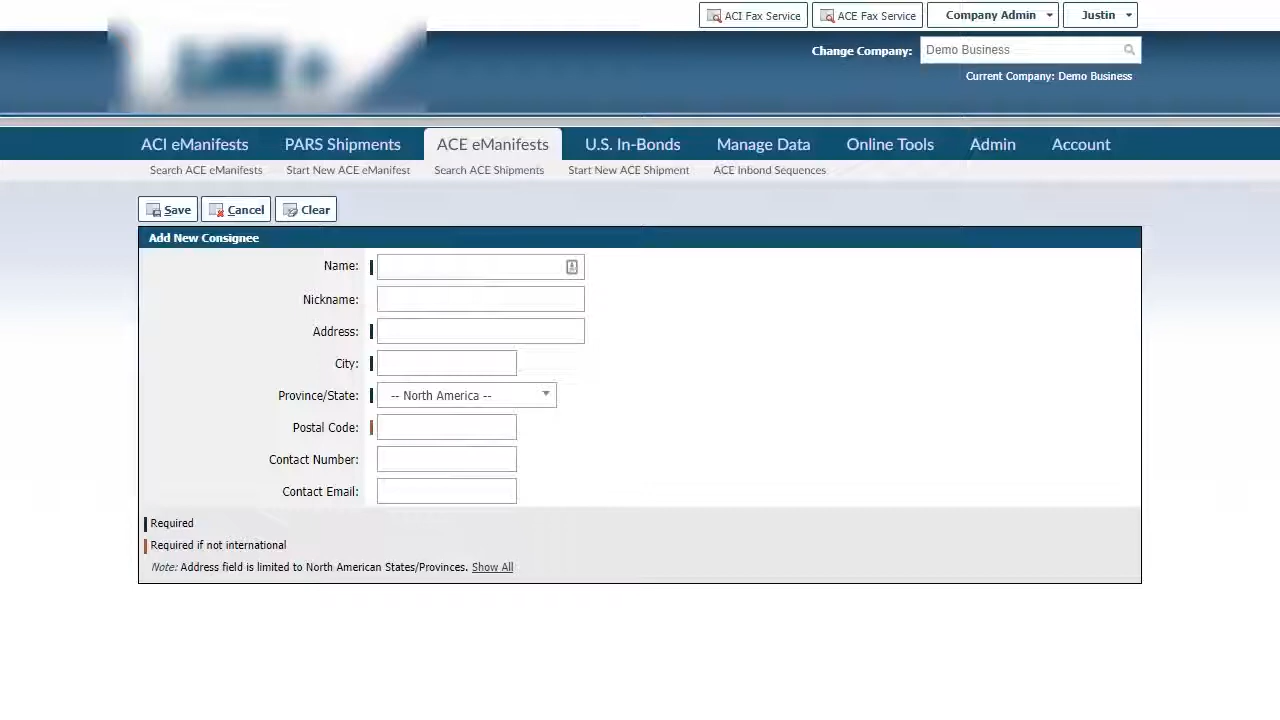 ACI Fax Service
ACE Fax Service
Company Admin
Justin
Change Company:
Demo Business
Current Company: Demo Business
ACI eManifests
PARS Shipments
ACE eManifests
U.S. In-Bonds
Manage Data
Online Tools
Admin
Account
Search ACE eManifests
Start New ACE eManifest
Search ACE Shipments
Start New ACE Shipment
ACE Inbond Sequences
Save
Cancel
Clear
Add New Consignee
Name:
Nickname:
Address:
City:
Province/State:
-- North America --
Postal Code:
Contact Number:
Contact Email:
Required
Required if not international
Note: Address field is limited to North American States/Provinces. Show All